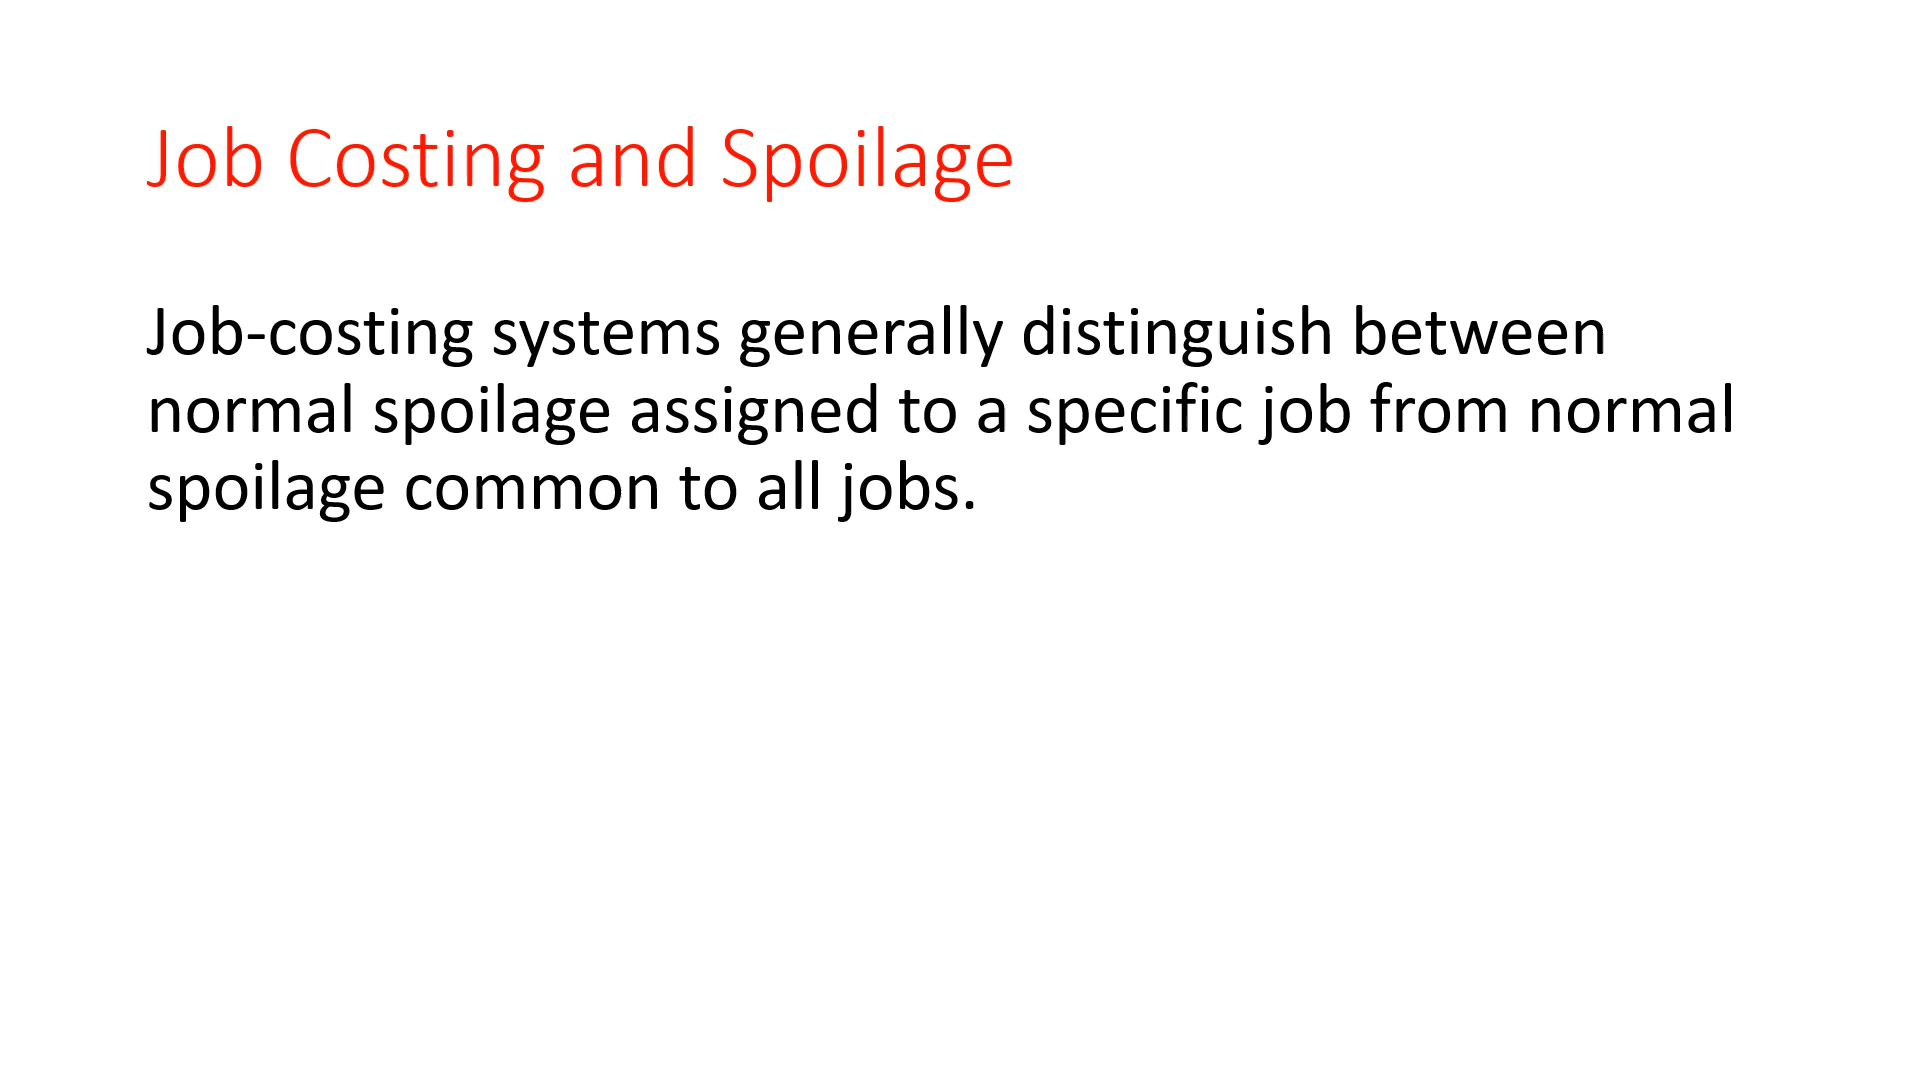 Job Costing and Spoilage
Job-costing systems generally distinguish between
normal spoilage assigned to a specific job from normal
spoilage common to all jobs.